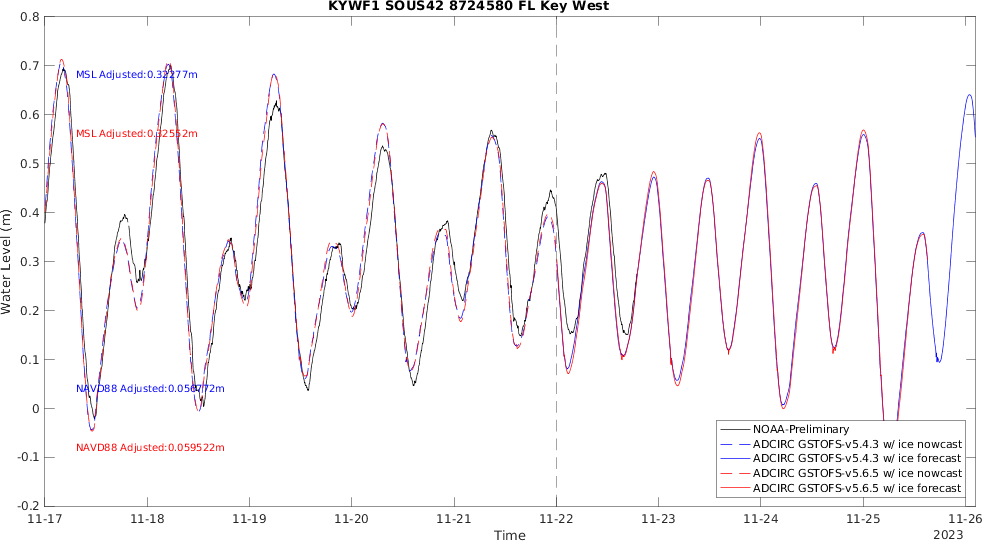 KYWF1 SOUS42 8724580 FL Key West
0.8
0.7
0.6
0.5
0.4
0.3
0.2
0.1
0
-0.1
-0.2
Water Level (m)
MSL Adjusted:0.32277m
MSL Adjusted:0.32552m
NAVD88 Adjusted:0.056772m
NAVD88 Adjusted:0.059522m
NOAA-Preliminary
ADCIRC GSTOFS-v5.4.3 w/ ice nowcast
ADCIRC GSTOFS-v5.4.3 w/ ice forecast
ADCIRC GSTOFS-v5.6.5 w/ ice nowcast
ADCIRC GSTOFS-v5.6.5 w/ ice forecast
11-17 11-18 11-19 11-20 11-21 11-22 11-23 11-24 11-25 11-26
Time
2023